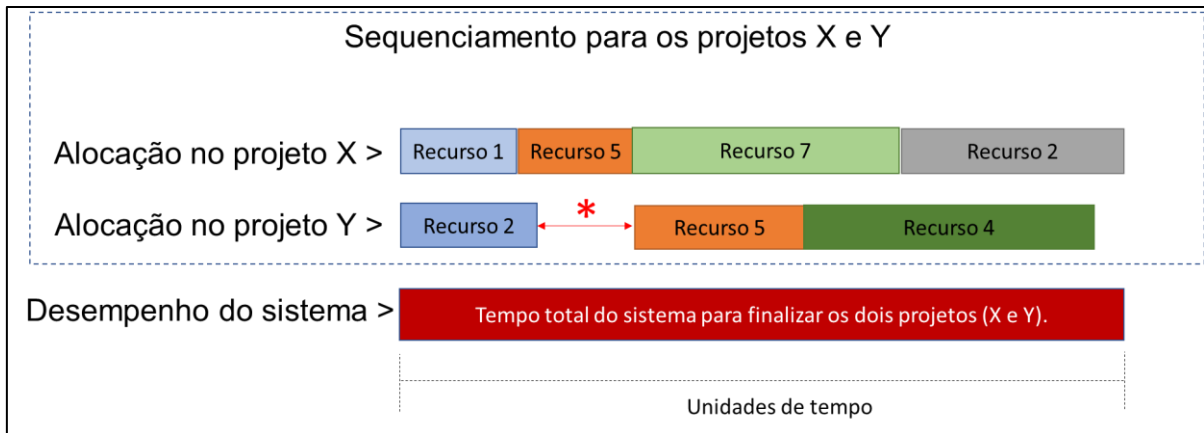 Sequenciamento para os projetos X e Y
Alocação no projeto X > Recurso 1 Recurso 5 Recurso 7 Recurso 2
*
Alocação no projeto Y > Recurso 2 Recurso 5 Recurso 4
Desempenho do sistema > Tempo total do sistema para finalizar os dois projetos (X e Y).
Unidades de tempo